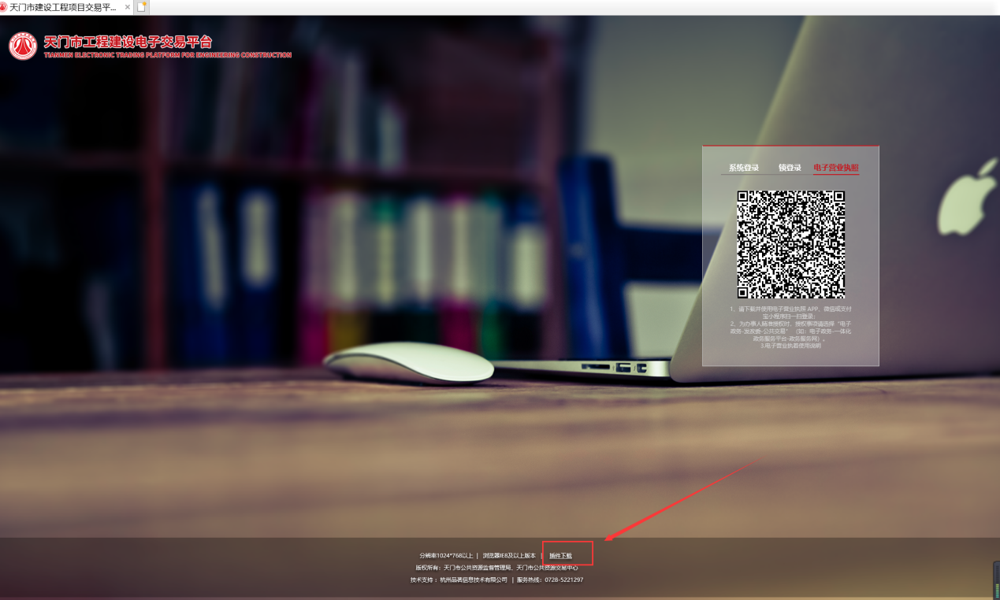 天门市建设工程项目交易平...
天门市工程建设电子交易平台
TIANMEN ELECTRONIC TRADING PLATFORM FOR ENGINEERING CONSTRUCTION
系统登录 锁登录 电子营业执照
1、请下载并使用电子营业执照 APP、微信或支付
宝小程序扫一扫登录；
2、为办事人员准授权时，授权事项请选择“电子
政务-发改委-公共交易” （如：电子政务-一体化
政务服务平台-政务服务网）。
3.电子营业执照使用说明
分辨率1024*768以上 | 浏览器IE8及以上版本 | 插件下载
版权所有：天门市公共资源监督管理局、天门市公共资源交易中心
技术支持：杭州品茗信息技术有限公司 | 服务热线：0728-5221297